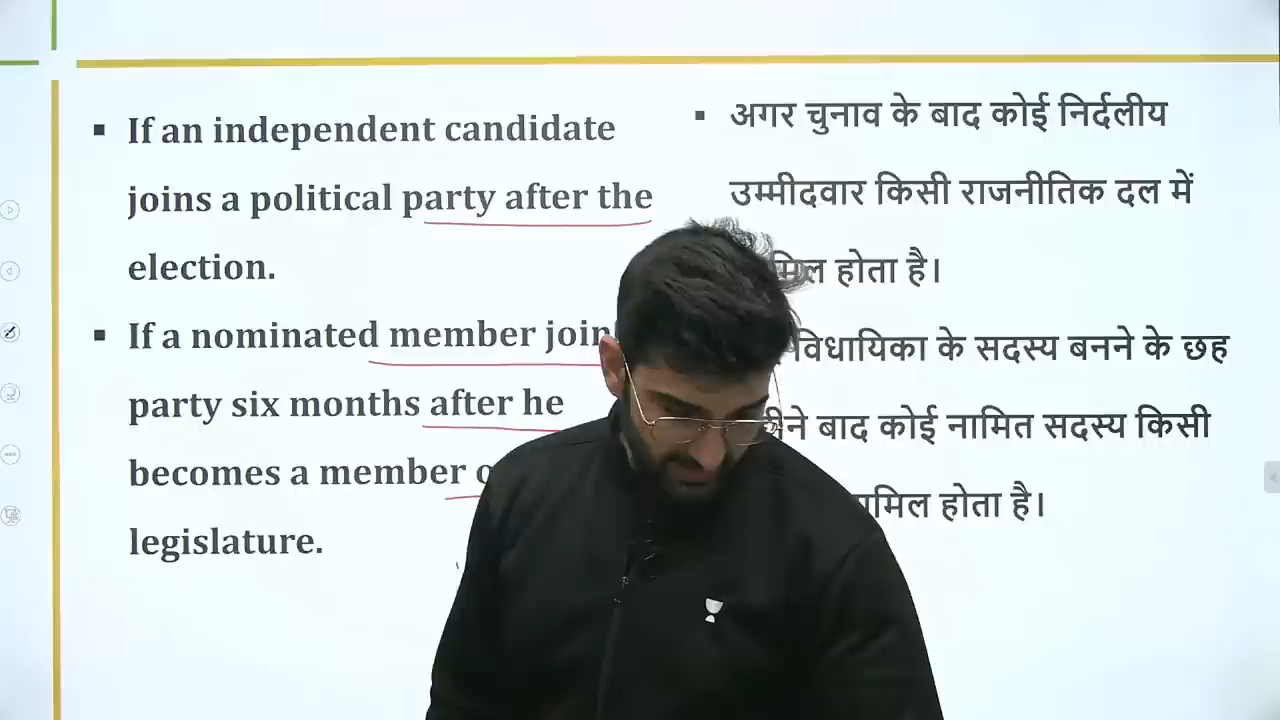 If an independent candidate
joins a political party after the
election.
If a nominated member join
party six months after he
becomes a member
legislature.
अगर चुनाव के बाद कोई निर्दलीय
उम्मीदवार किसी राजनीतिक दल में
होता है।
विधायिका के सदस्य बनने के छह
बाद कोई नामित सदस्य किसी
होता है।